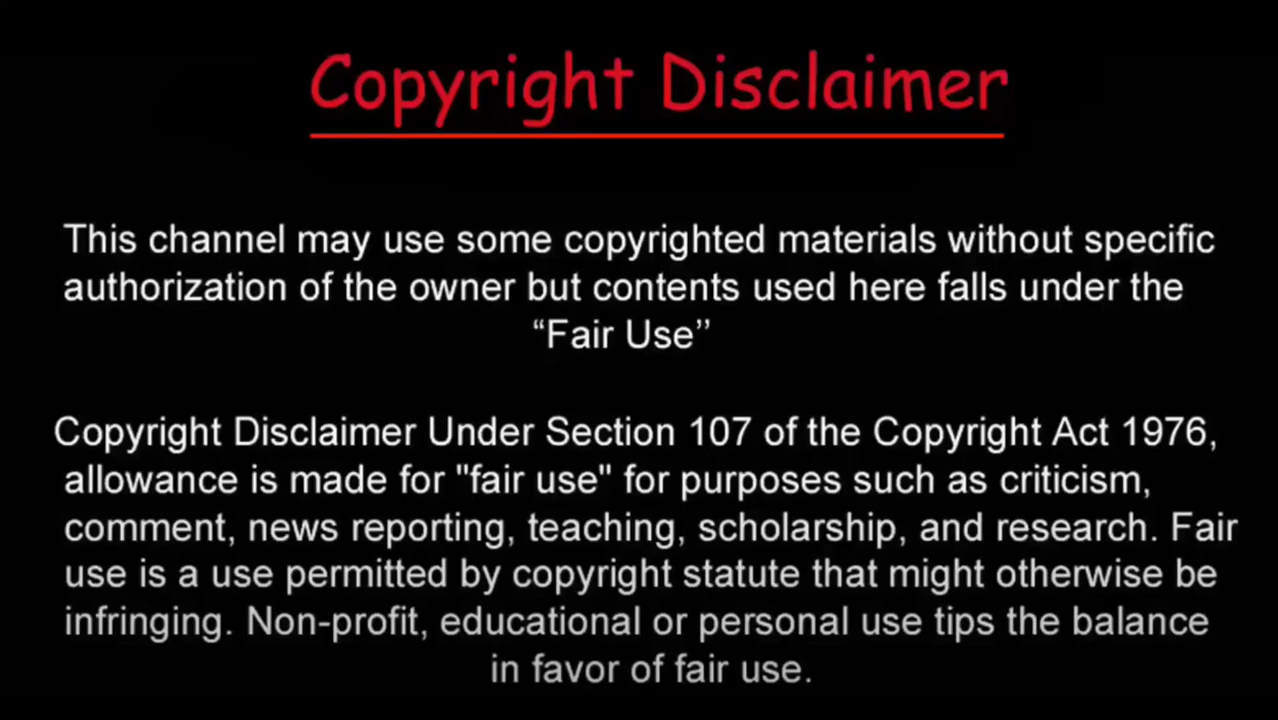 Copyright Disclaimer
This channel may use some copyrighted materials without specific
authorization of the owner but contents used here falls under the
“Fair Use’’
Copyright Disclaimer Under Section 107 of the Copyright Act 1976,
allowance is made for "fair use" for purposes such as criticism,
comment, news reporting, teaching, scholarship, and research. Fair
use is a use permitted by copyright statute that might otherwise be
infringing. Non-profit, educational or personal use tips the balance
in favor of fair use.